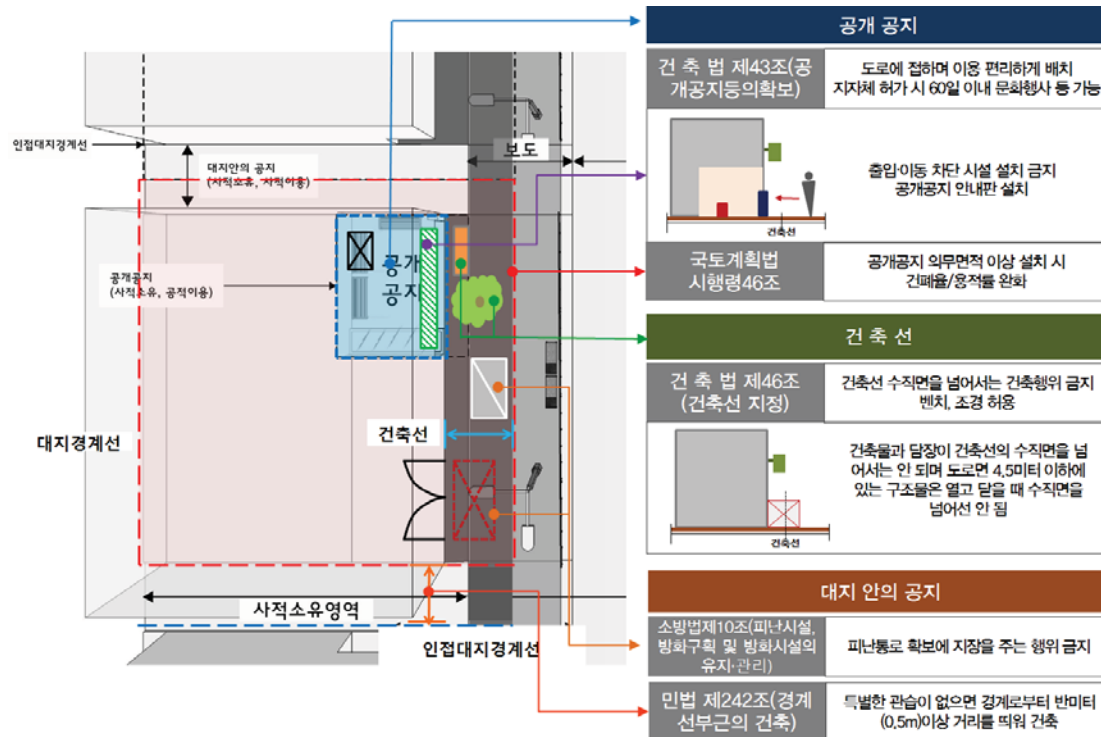 인접대지경계선
대지안의 공지
(사적소유, 사적이용)
보도
공개
공지
공개공지
(사적소유, 공적이용)
대지경계선
건축선
사적소유영역
인접대지경계선
공개 공지
건 축 법 제43조(공
개공지등의확보)
도로에 접하며 이용 편리하게 배치
지자체 허가 시 60일 이내 문화행사 등 가능
건축선
출입·이동 차단 시설 설치 금지
공개공지 안내판 설치
국토계획법
시행령46조
공개공지 의무면적 이상 설치 시
건폐율/용적률 완화
건 축 선
건 축 법 제46조
(건축선 지정)
건축선 수직면을 넘어서는 건축행위 금지
벤치, 조경 허용
건축선
건축물과 담장이 건축선의 수직면을 넘
어서는 안 되며 도로면 4.5미터 이하에
있는 구조물은 열고 닫을 때 수직면을
넘어선 안 됨
대지 안의 공지
소방법제10조(피난시설,
방화구획 및 방화시설의
유지·관리)
피난통로 확보에 지장을 주는 행위 금지
민법 제242조(경계
선부근의 건축)
특별한 관습이 없으면 경계로부터 반미터
(0.5m)이상 거리를 띄워 건축